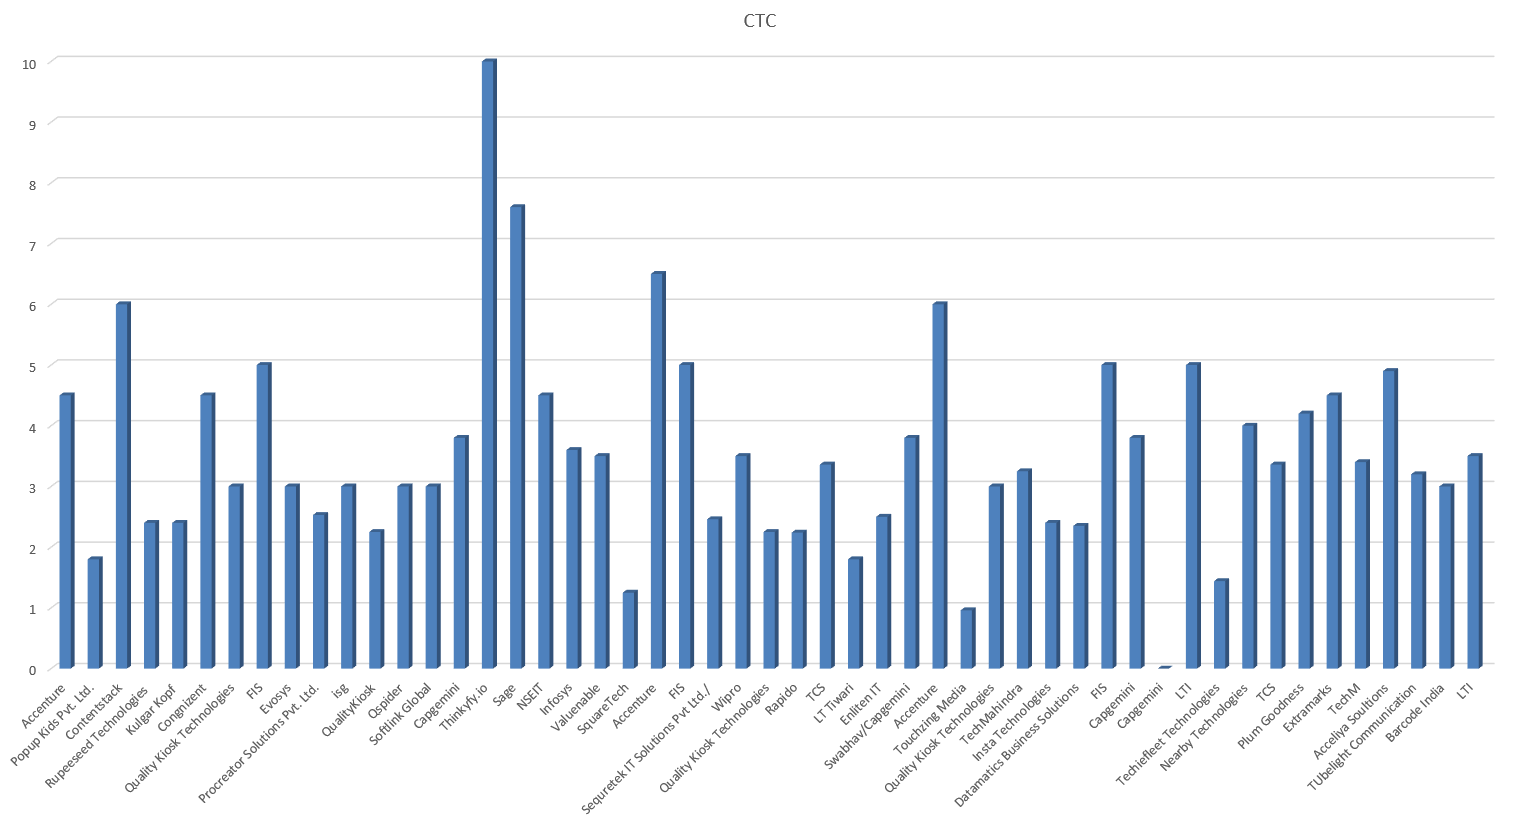 CTC
10
9
8
7
6
5
4
3
2
1
0
Accenture
Popup Kids Pvt. Ltd.
Contentstack
Rupeeseed Technologies
Kulgar Kopf
Congnizent
Quality Kiosk Technologies
FIS
Evosys
Procreator Solutions Pvt. Ltd.
isg
QualityKiosk
Qspider
Softlink Global
Capgemini
Thinkyfy.io
Sage
NSEIT
Infosys
Valuenable
SquareTech
Accenture
FIS
Sequretek IT Solutions Pvt Ltd./
Wipro
Quality Kiosk Technologies
Rapido
TCS
LT Tiwari
Enliten IT
Swabhav/Capgemini
Accenture
Touchzing Media
Quality Kiosk Technologies
TechMahindra
Insta Technologies
Datamatics Business Solutions
FIS
Capgemini
Capgemini
LTI
Techiefleet Technologies
Nearby Technologies
TCS
Plum Goodness
Extramarks
TechM
Acceliya Soultions
TUbelight Communication
Barcode India
LTI